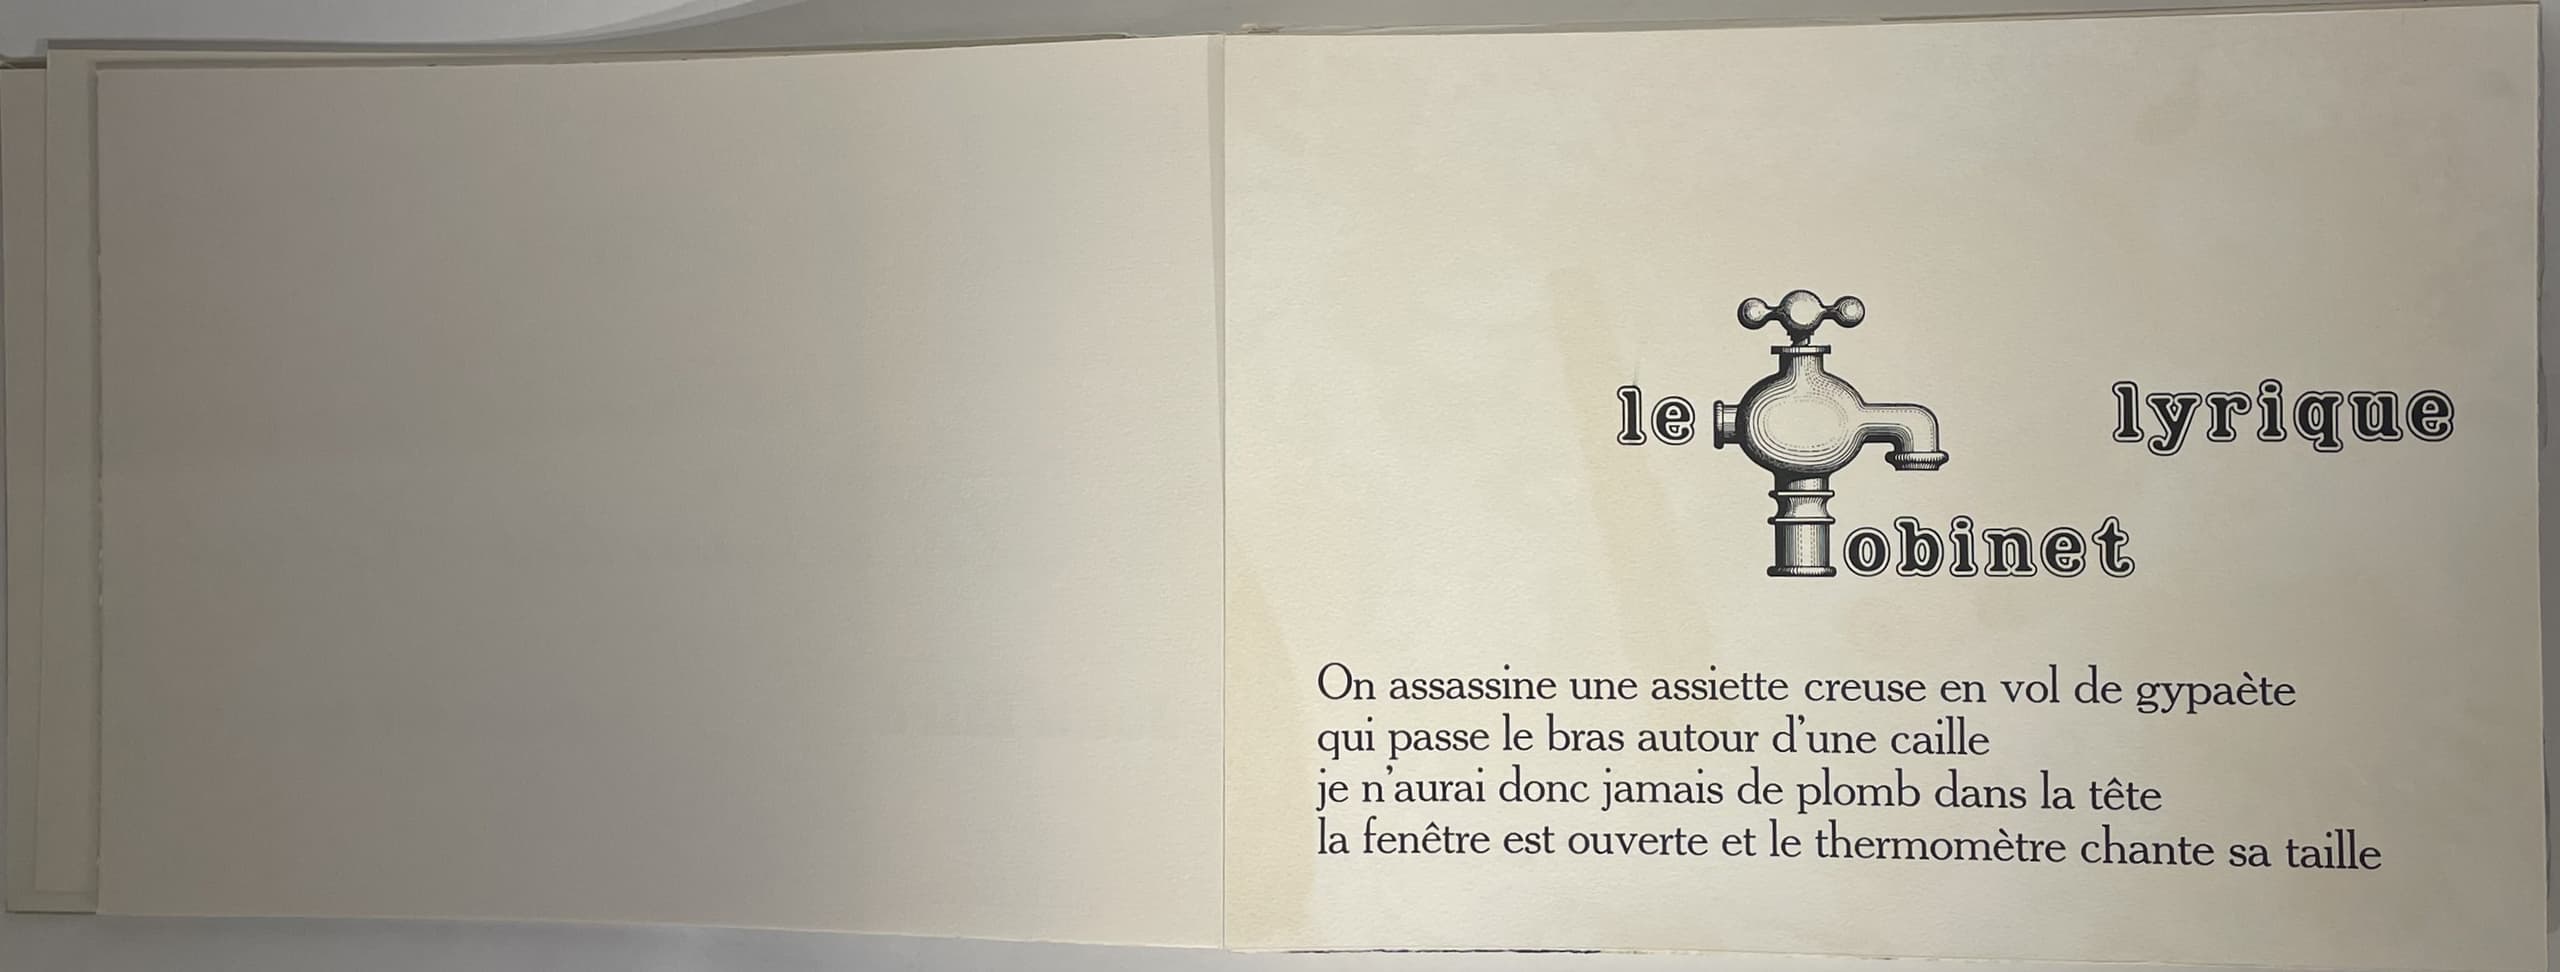 le lyrique
robinet
On assassine une assiette creuse en vol de gypaète
qui passe le bras autour d'une caille
je n'aurai donc jamais de plomb dans la tête
la fenêtre est ouverte et le thermomètre chante sa taille